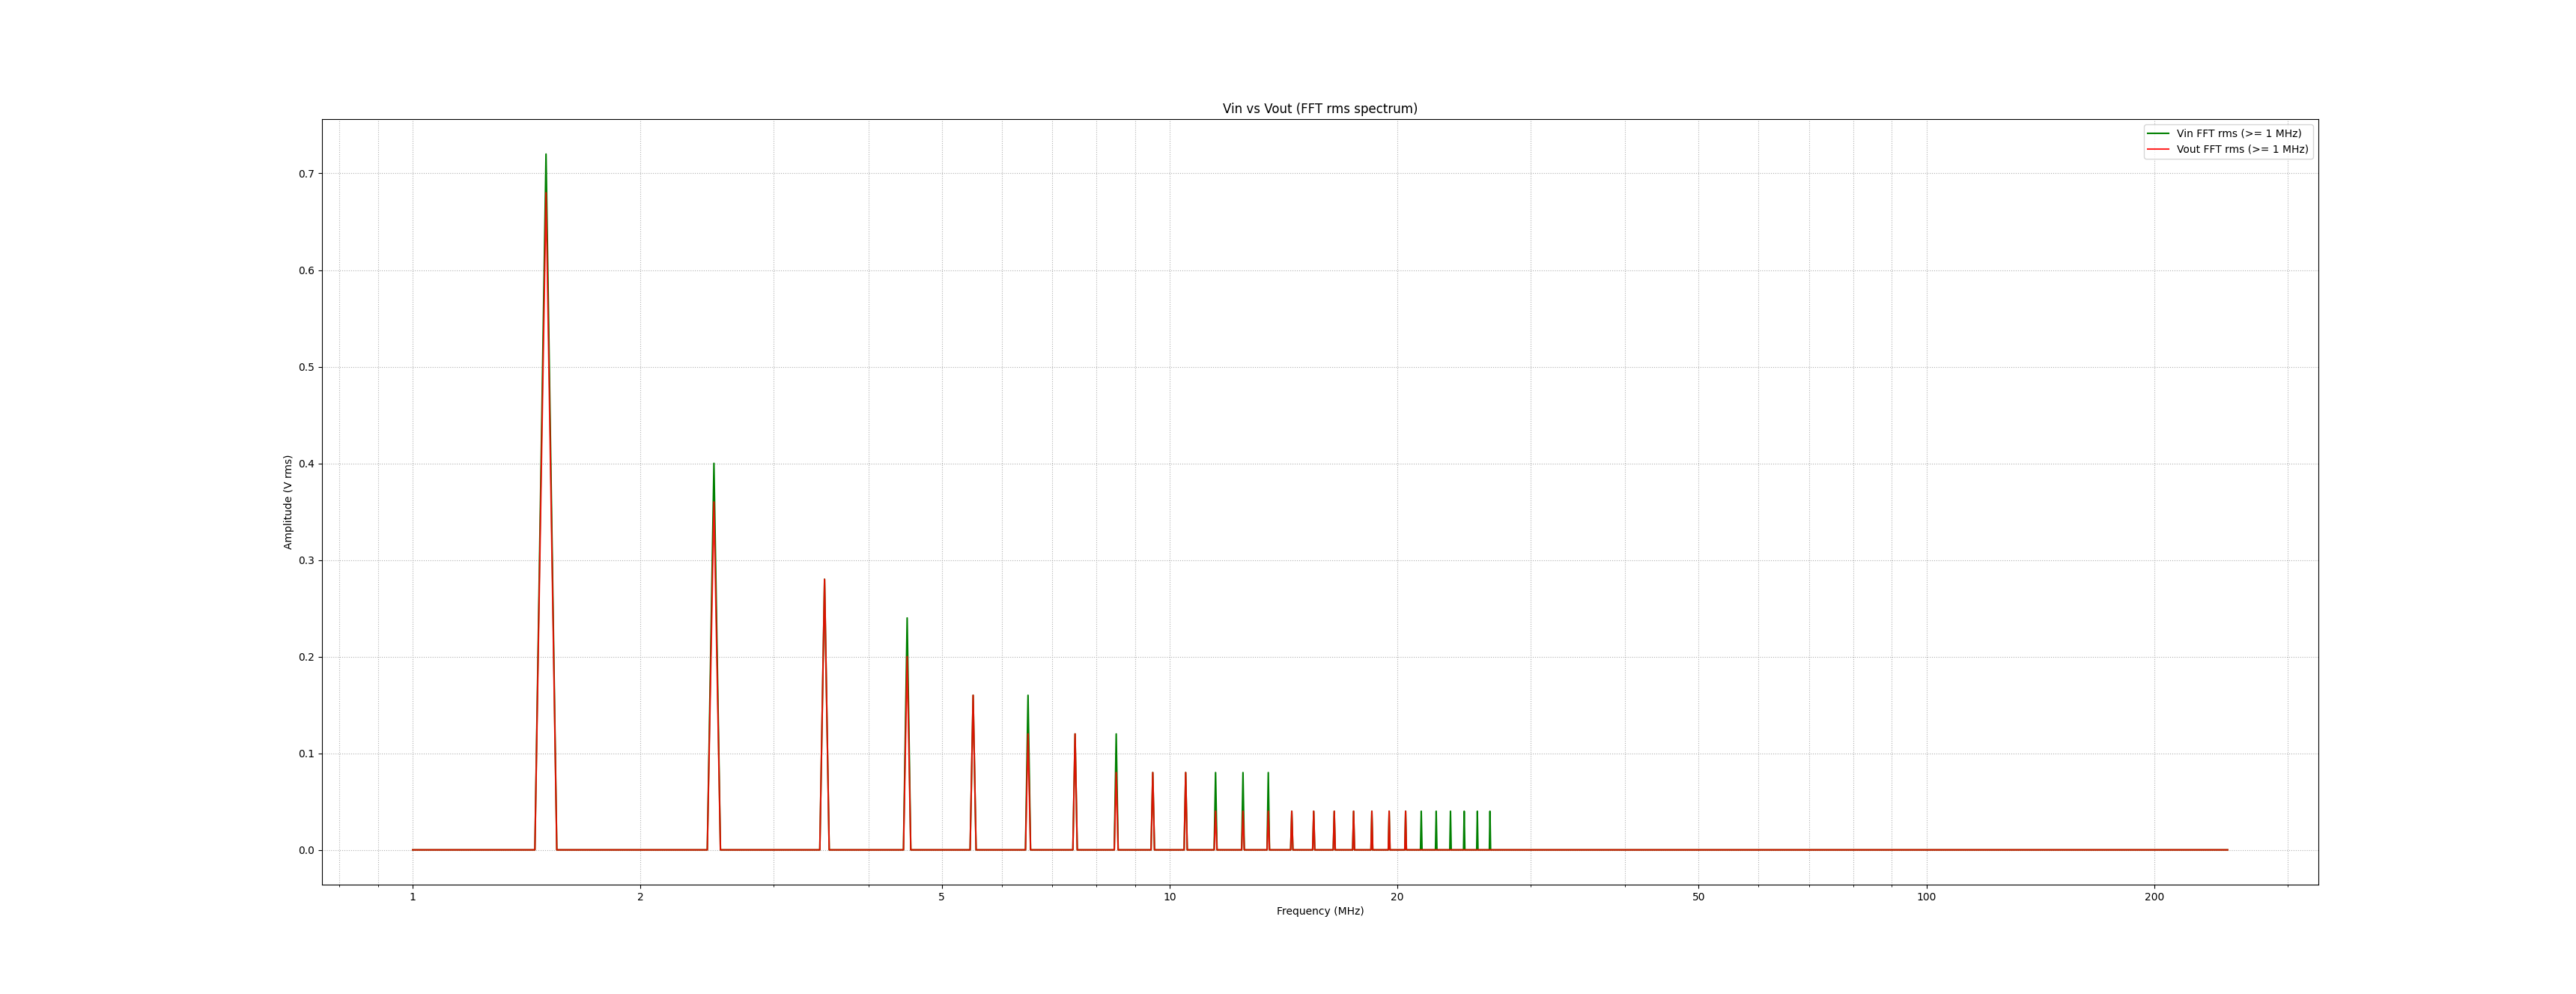 Vin vs Vout (FFT rms spectrum)
Vin FFT rms (>= 1 MHz)
Vout FFT rms (>= 1 MHz)
Amplitude (V rms)
0.7
0.6
0.5
0.4
0.3
0.2
0.1
0.0
1 2 5 10 20 50 100 200
Frequency (MHz)